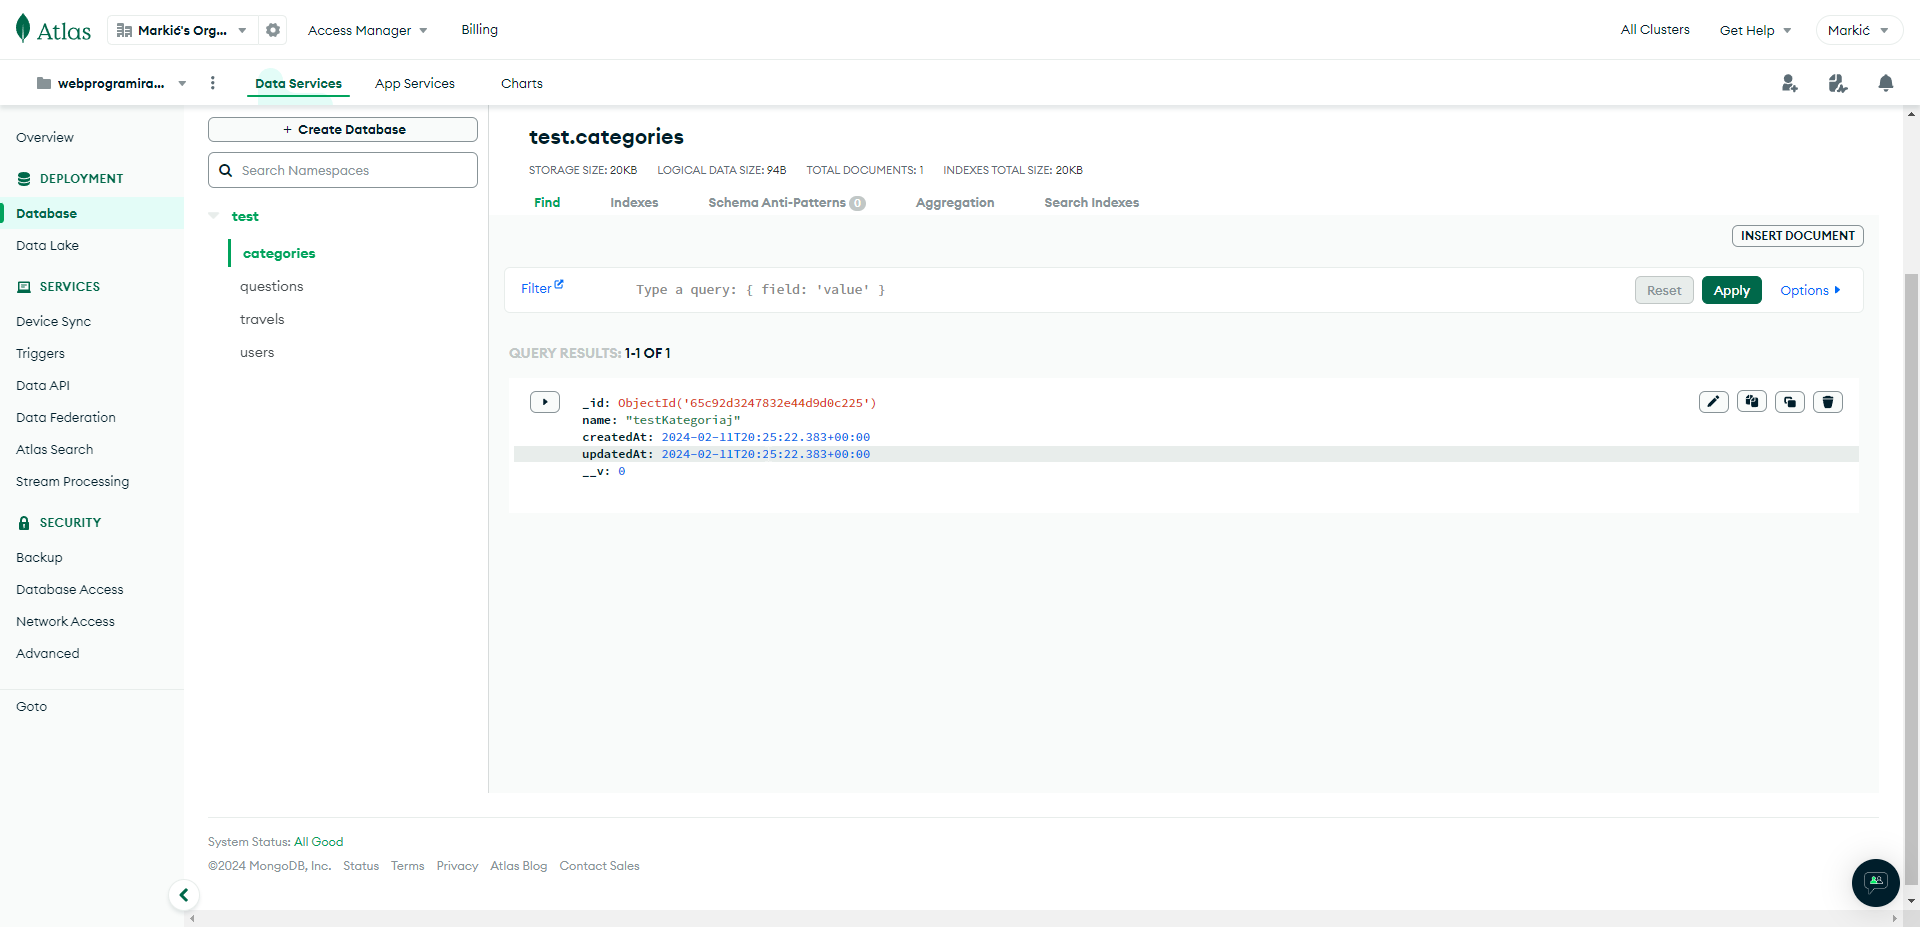 Atlas
Markić's Org...
Access Manager
Billing
All Clusters
Get Help
Markić
webprogramira...
Data Services
App Services
Charts
Overview
DEPLOYMENT
Database
Data Lake
SERVICES
Device Sync
Triggers
Data API
Data Federation
Atlas Search
Stream Processing
SECURITY
Backup
Database Access
Network Access
Advanced
Goto
+ Create Database
Search Namespaces
test
categories
questions
travels
users
test.categories
STORAGE SIZE: 20KB LOGICAL DATA SIZE: 94B TOTAL DOCUMENTS: 1 INDEXES TOTAL SIZE: 20KB
Find Indexes Schema Anti-Patterns 0 Aggregation Search Indexes
INSERT DOCUMENT
Filter Type a query: { field: 'value' } Reset Apply Options
QUERY RESULTS: 1-1 OF 1
_id: ObjectId('65c92d3247832e44d9d0c225')
name: "testKategoriaj"
createdAt: 2024-02-11T20:25:22.383+00:00
updatedAt: 2024-02-11T20:25:22.383+00:00
__v: 0
System Status: All Good
©2024 MongoDB, Inc. Status Terms Privacy Atlas Blog Contact Sales